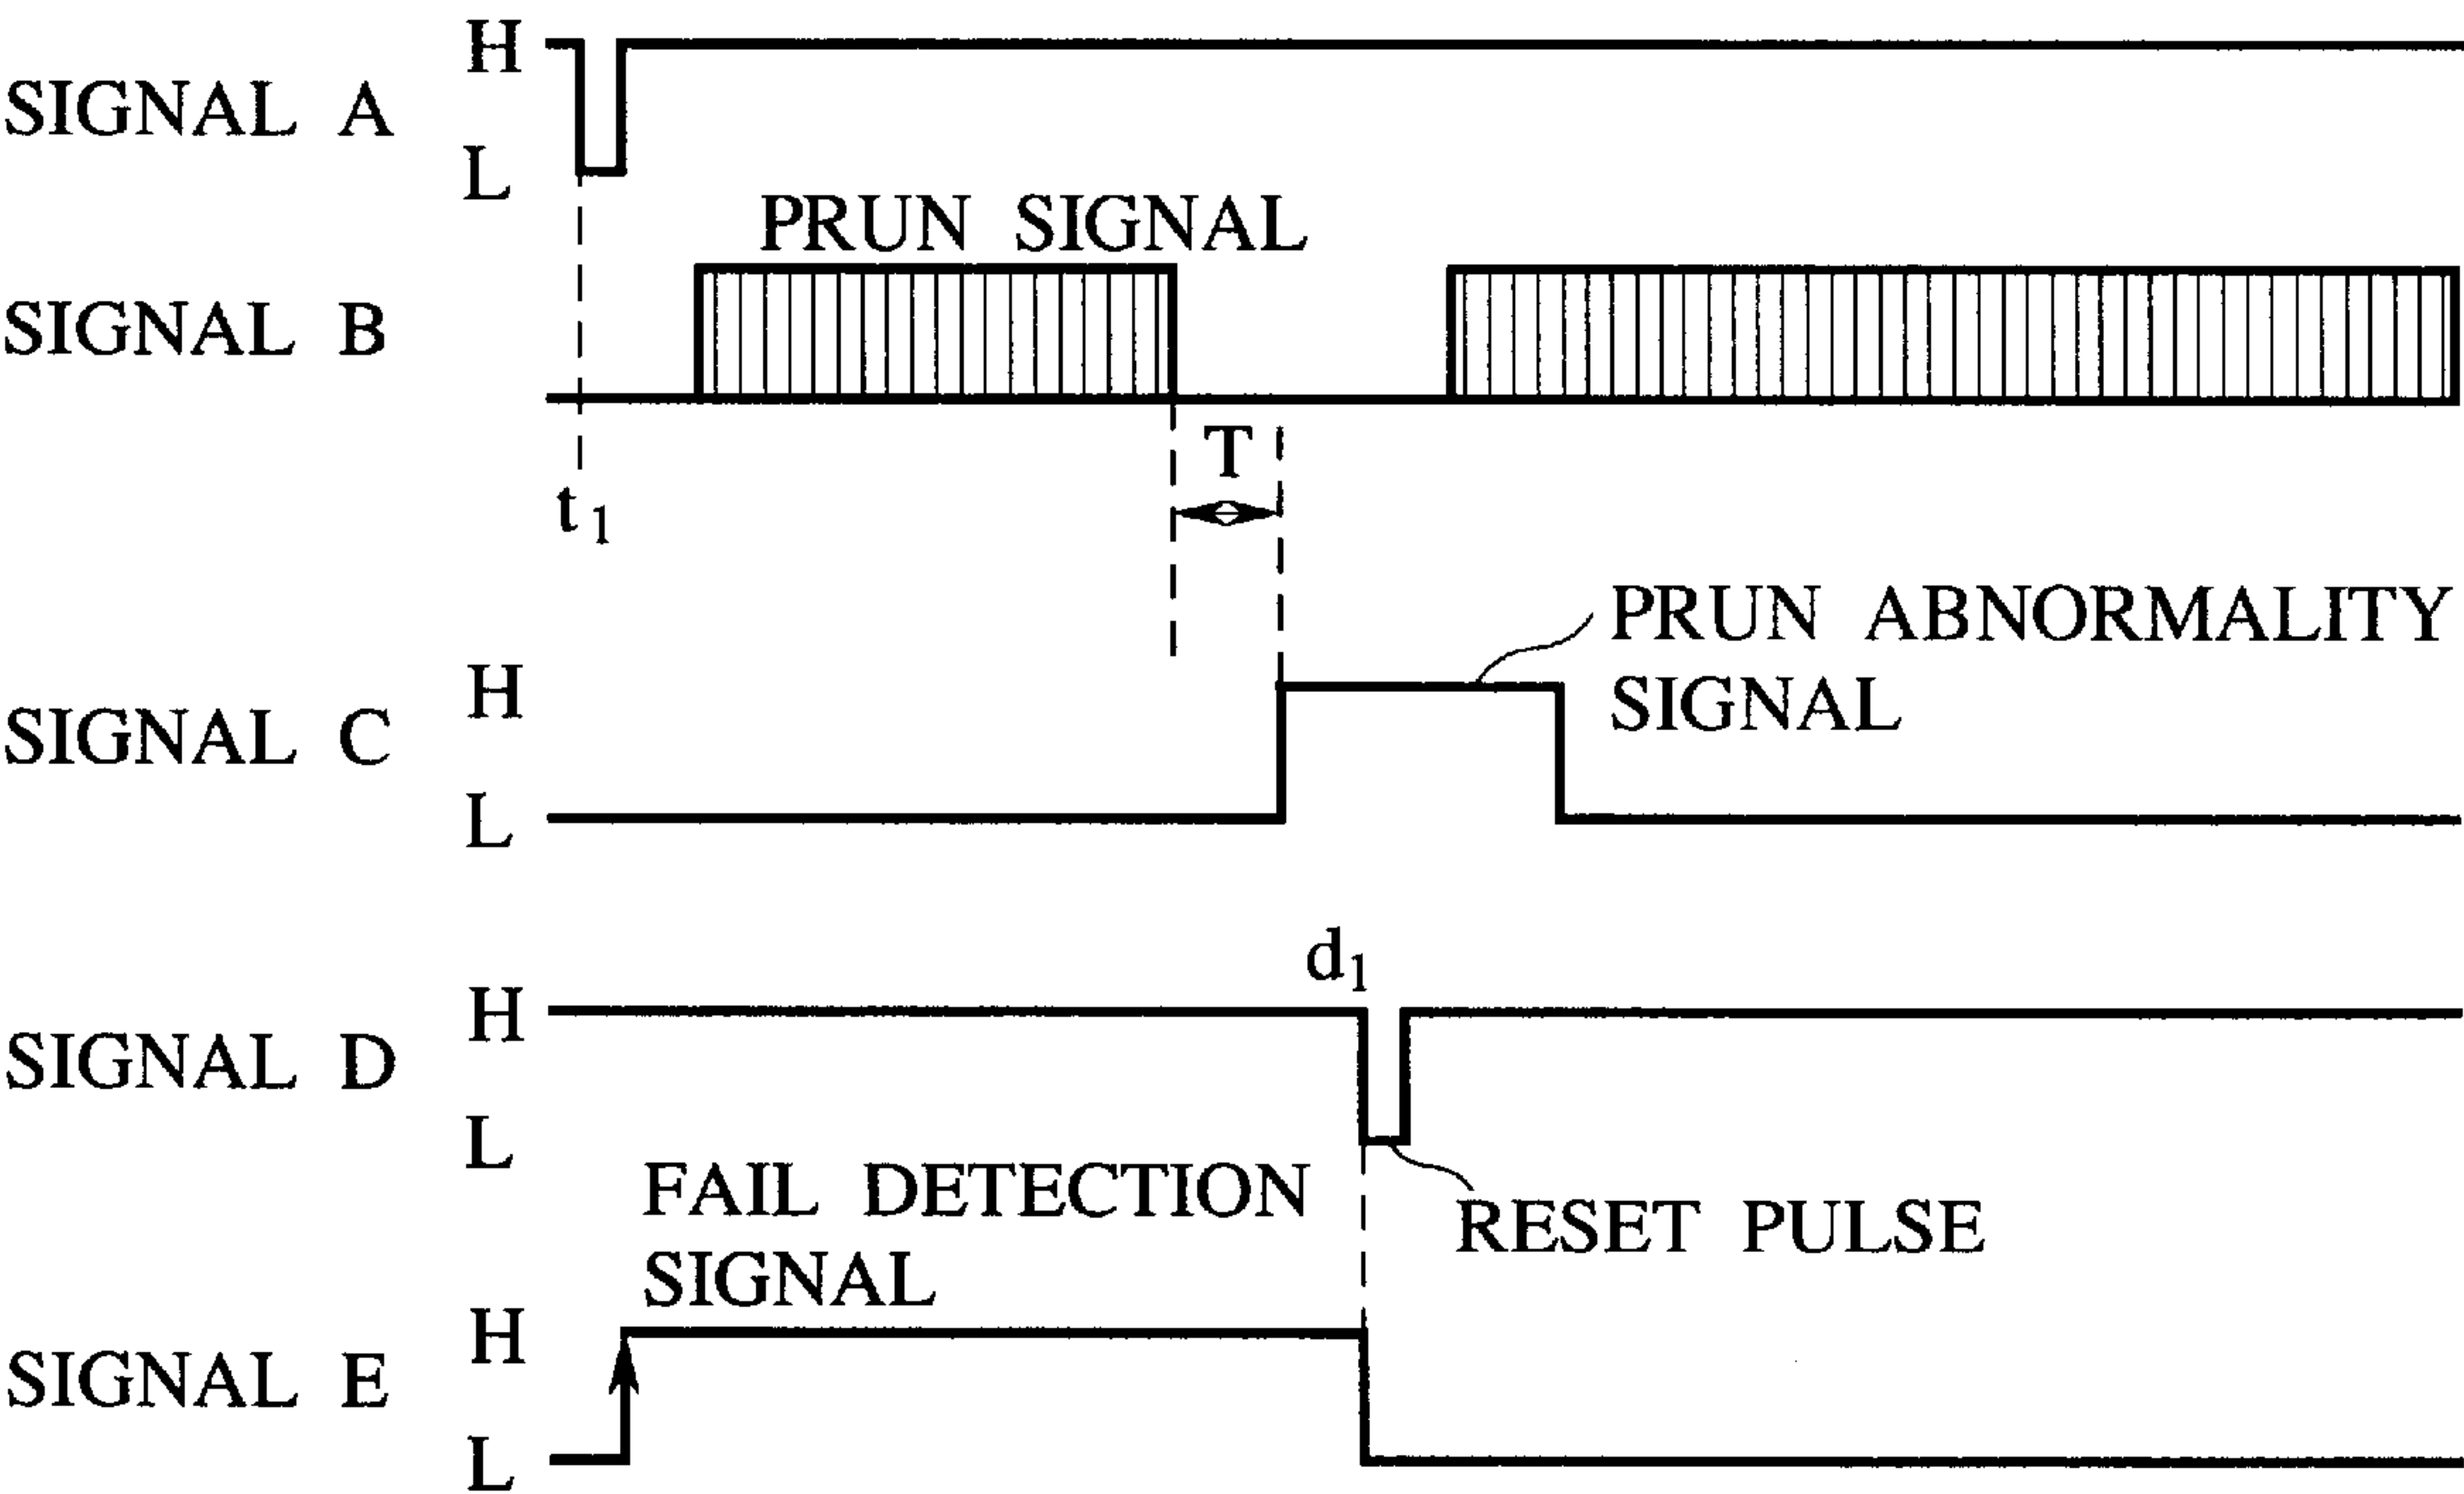 H
SIGNAL A
L
PRUN SIGNAL
SIGNAL B
T
t1
PRUN ABNORMALITY
SIGNAL
H
SIGNAL C
L
d1
H
SIGNAL D
L
FAIL DETECTION
SIGNAL
RESET PULSE
H
SIGNAL E
L